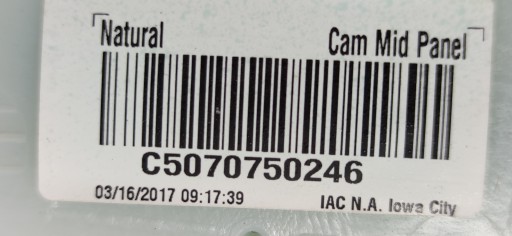 Natural Cam Mid Panel
C5070750246
03/16/2017 09:17:39 IAC N.A. Iowa City